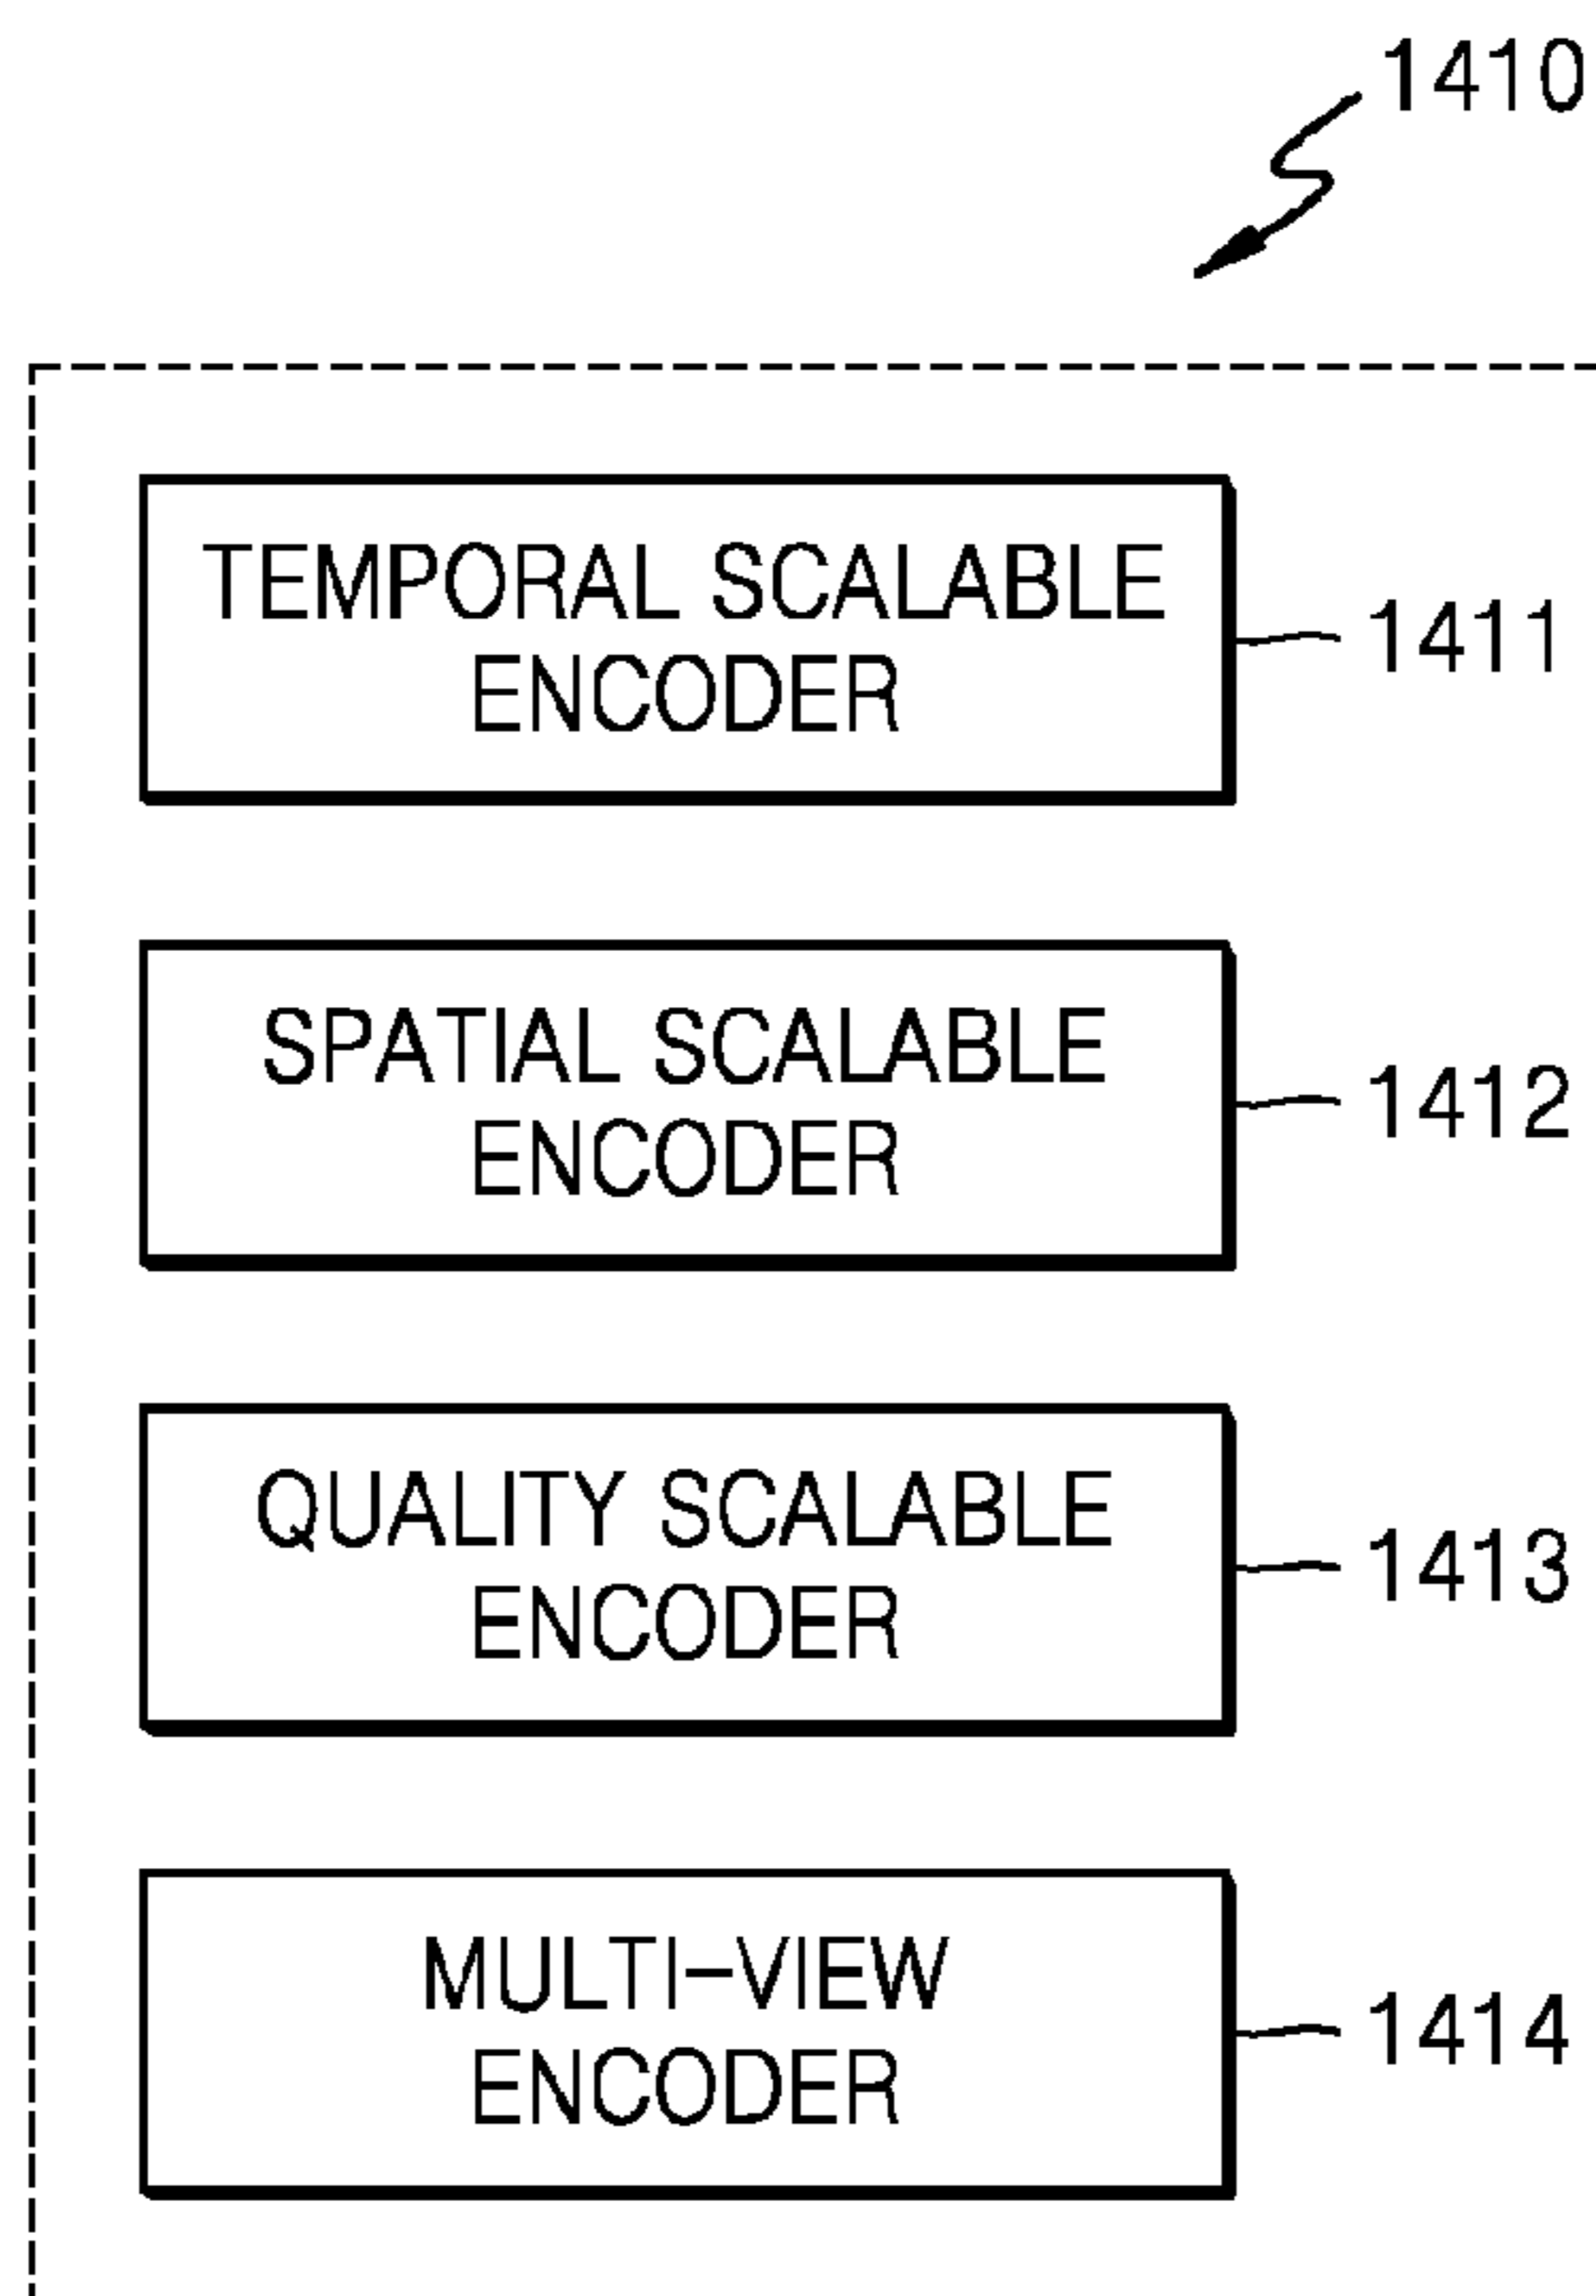 1410
TEMPORAL SCALABLE
ENCODER
1411
SPATIAL SCALABLE
ENCODER
1412
QUALITY SCALABLE
ENCODER
1413
MULTI-VIEW
ENCODER
1414